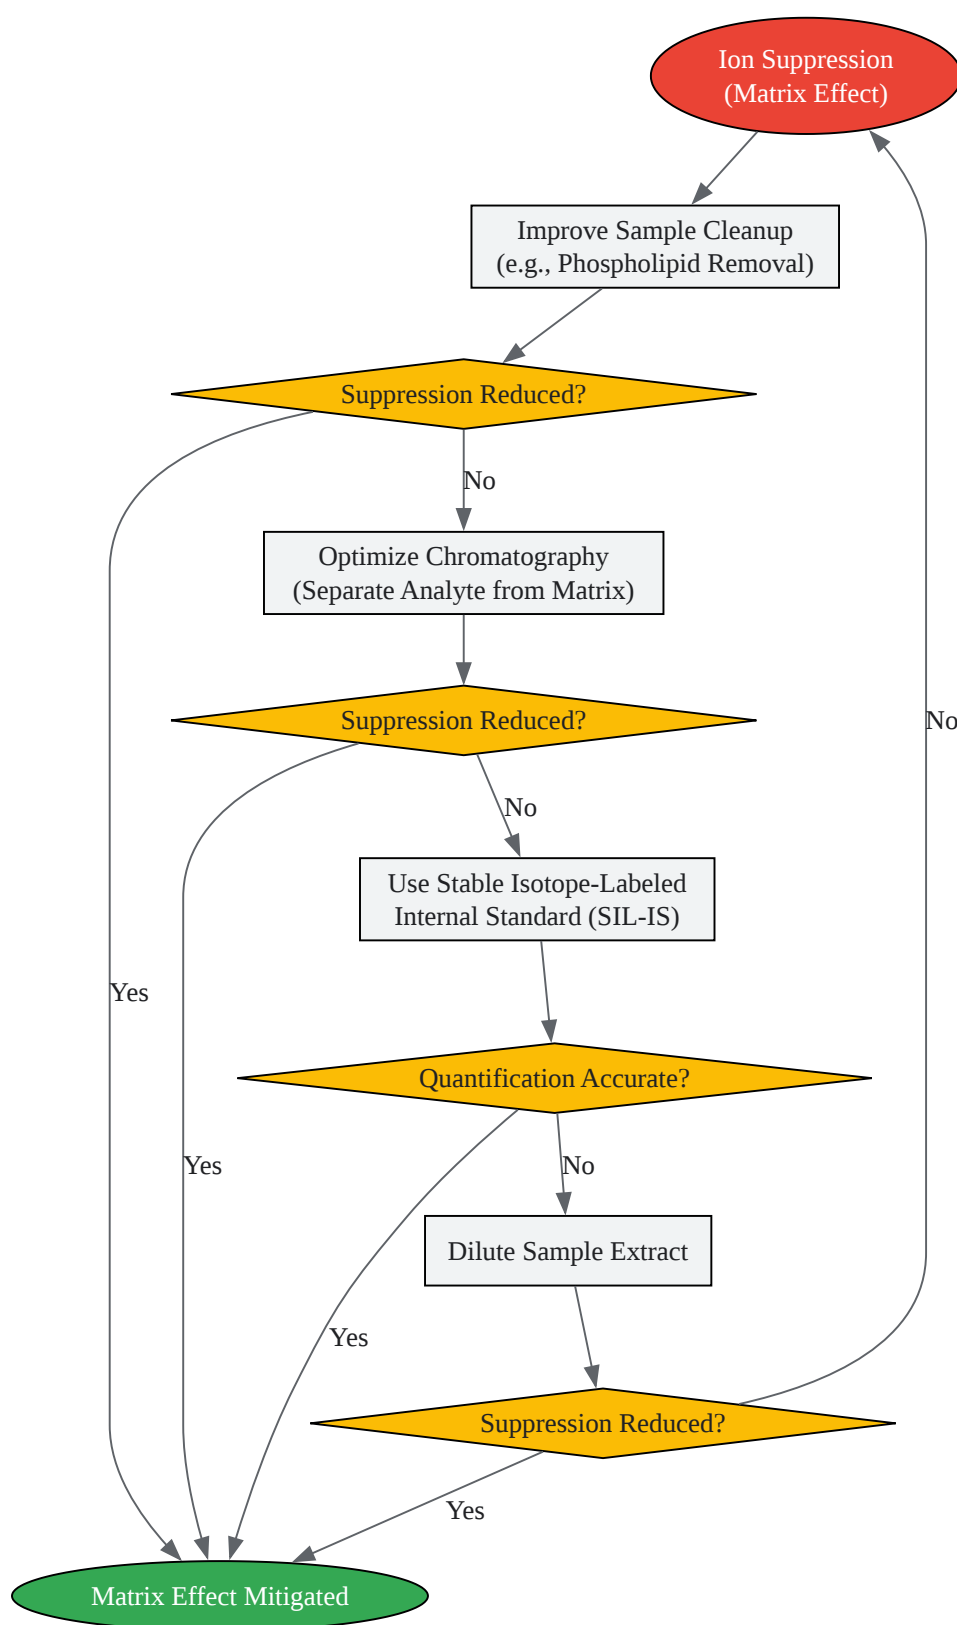 Ion Suppression
(Matrix Effect)
Improve Sample Cleanup
(e.g., Phospholipid Removal)
Suppression Reduced?
No
Optimize Chromatography
(Separate Analyte from Matrix)
Suppression Reduced?
No
No
Use Stable Isotope-Labeled
Internal Standard (SIL-IS)
Yes
Quantification Accurate?
Yes
No
Dilute Sample Extract
Yes
Suppression Reduced?
Yes
Matrix Effect Mitigated